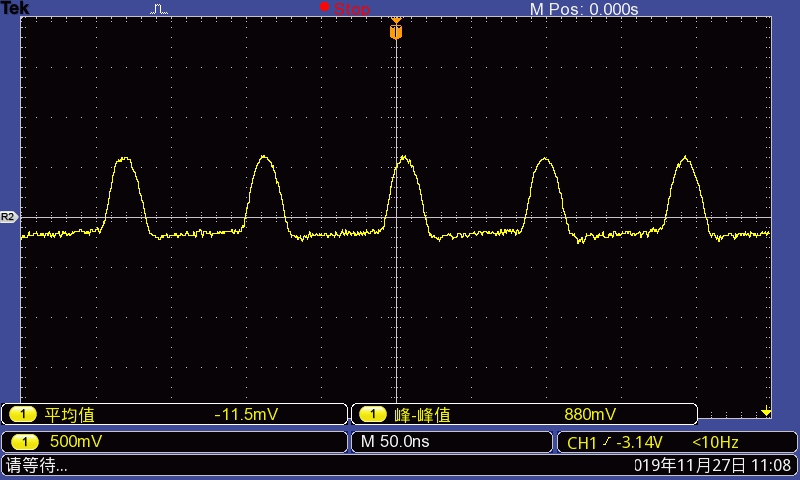 Tek Stop M Pos: 0.000s
T
R2
1 平均值 -11.5mV 1 峰-峰值 880mV
1 500mV M 50.0ns CH1 -3.14V <10Hz
请等待... 019年11月27日 11:08